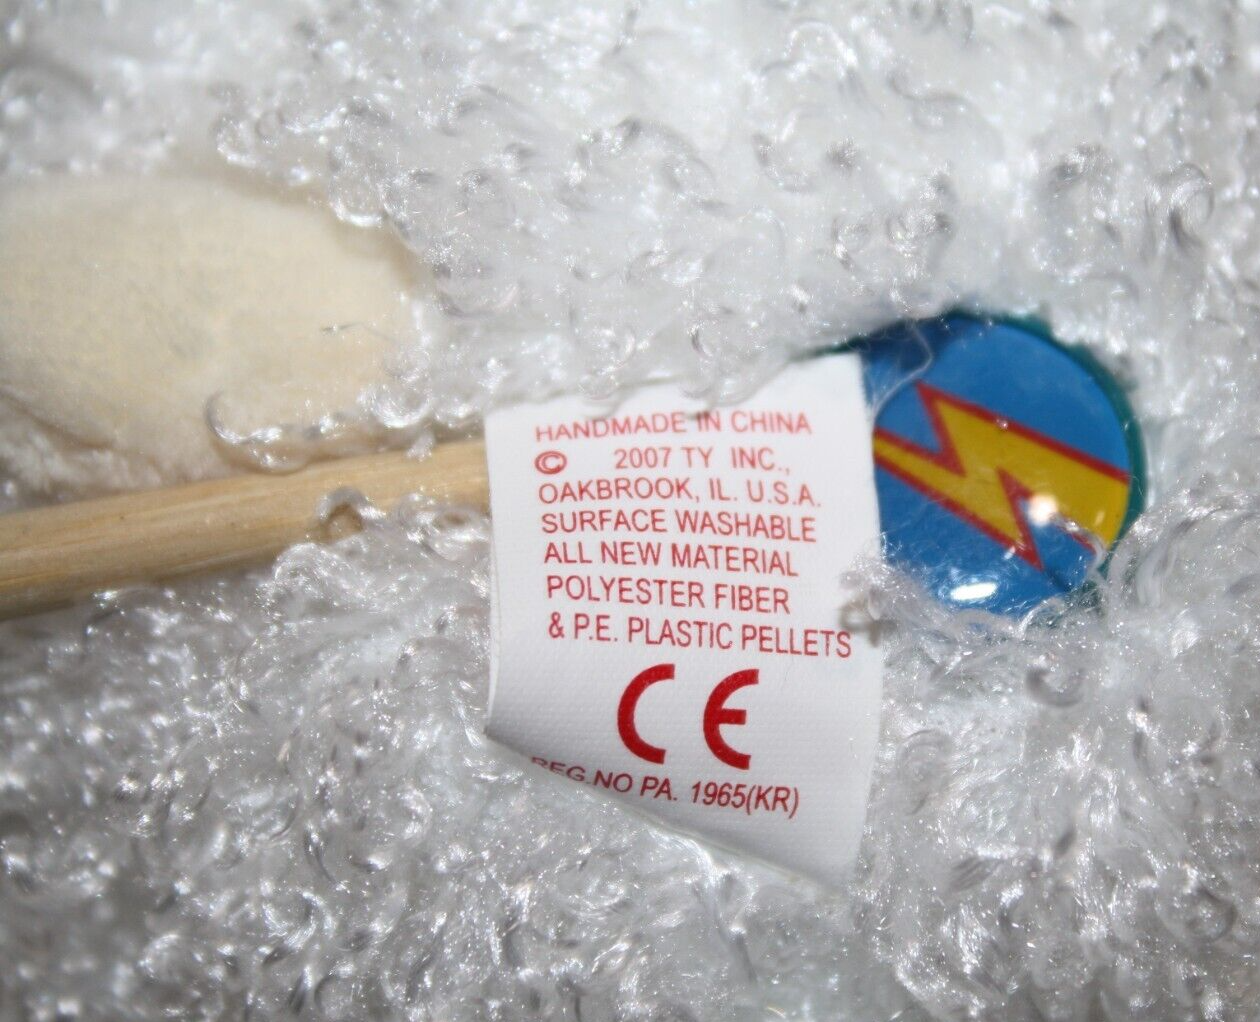 HANDMADE IN CHINA
© 2007 TY INC.,
OAKBROOK, IL. U.S.A.
SURFACE WASHABLE
ALL NEW MATERIAL
POLYESTER FIBER
& P.E. PLASTIC PELLETS
CE
REG.NO PA. 1965(KR)